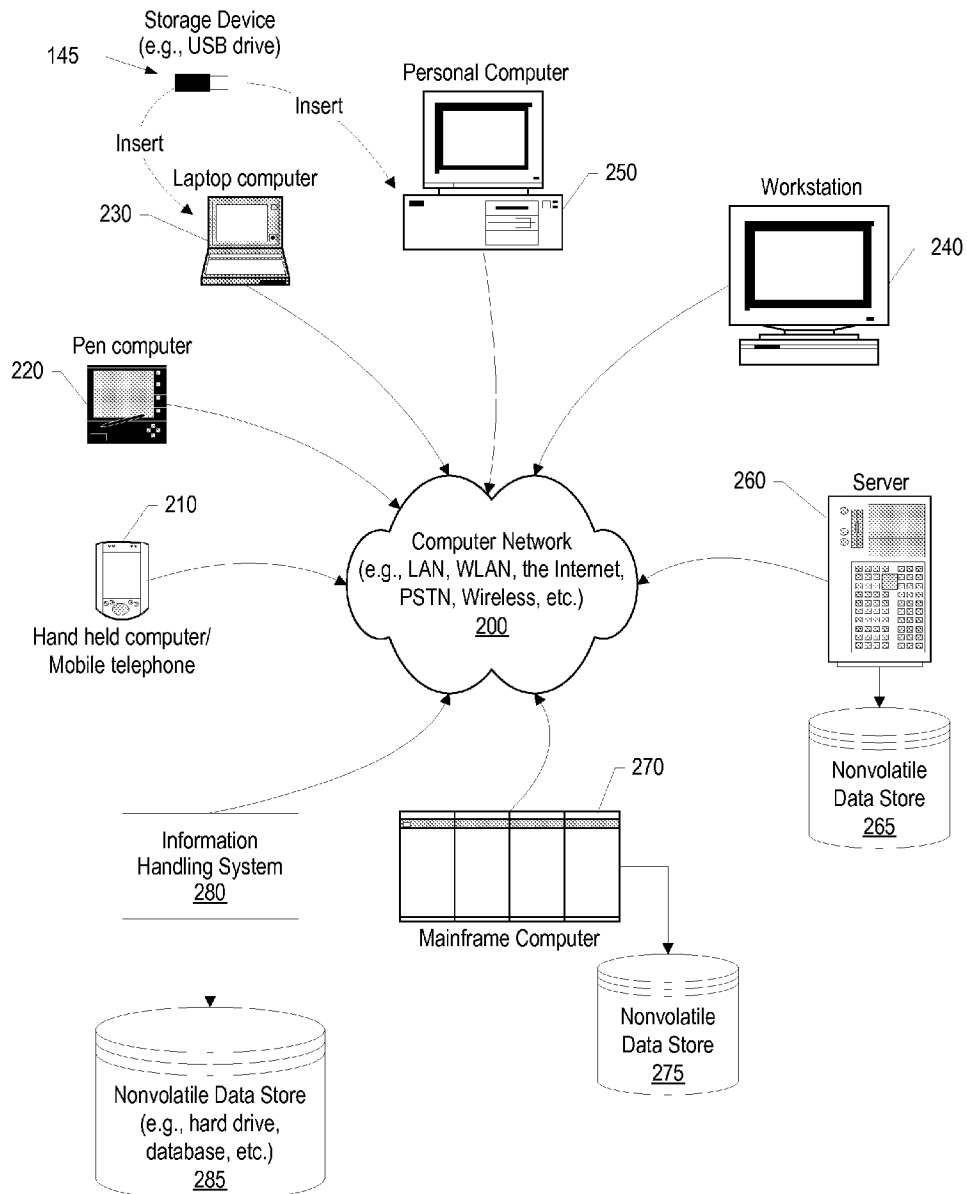 Storage Device
(e.g., USB drive)
145
Insert
Insert
Personal Computer
250
Laptop computer
230
Workstation
240
Pen computer
220
210
Hand held computer/
Mobile telephone
Computer Network
(e.g., LAN, WLAN, the Internet,
PSTN, Wireless, etc.)
200
260
Server
Nonvolatile
Data Store
265
Information
Handling System
280
270
Mainframe Computer
Nonvolatile
Data Store
275
Nonvolatile Data Store
(e.g., hard drive,
database, etc.)
285